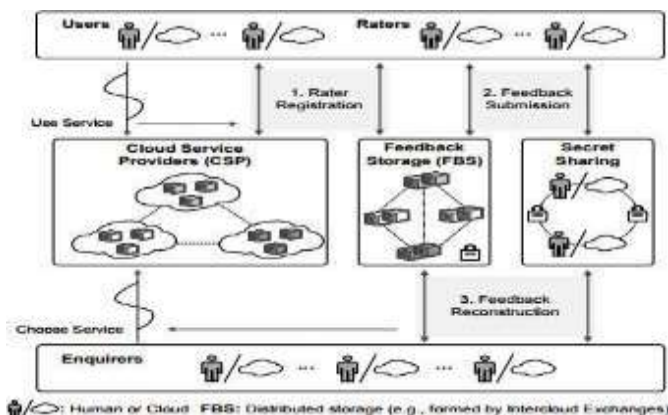 Users
Raters
1. Rater
Registration
2. Feedback
Submission
Use Service
Cloud Service
Providers (CSP)
Feedback
Storage (FBS)
Secret
Sharing
3. Feedback
Reconstruction
Choose Service
Enquirers
: Human or Cloud FBS: Distributed storage (e.g., formed by Intercloud Exchanges)